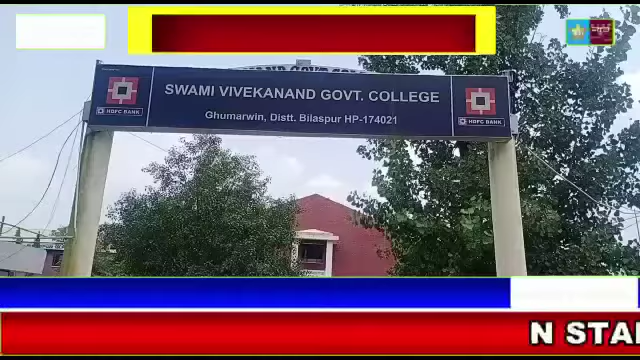 SWAMI VIVEKANAND GOVT. COLLEGE
Ghumarwin, Distt. Bilaspur HP-174021
HDFC BANK
HDFC BANK
N STA